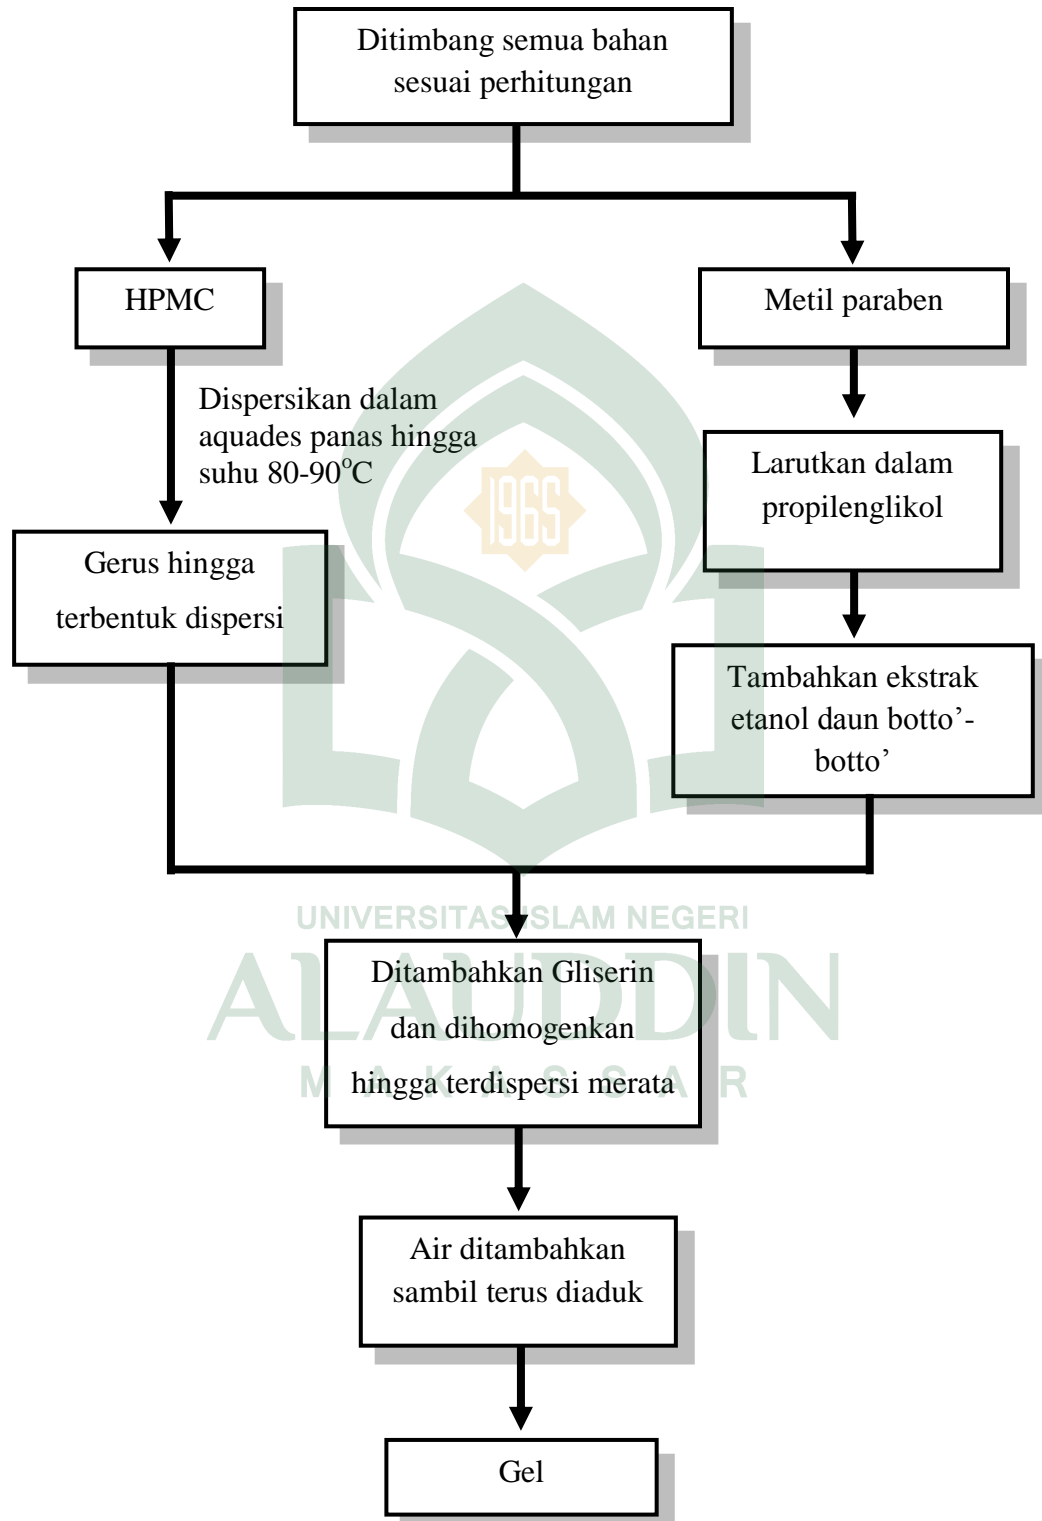 Ditimbang semua bahan
sesuai perhitungan
HPMC
Metil paraben
Dispersikan dalam
aquades panas hingga
suhu 80-90°C
Larutkan dalam
propilenglikol
1965
Gerus hingga
terbentuk dispersi
Tambahkan ekstrak
etanol daun botto’-
botto’
UNIVERSITAS ISLAM NEGERI
ALAUDDIN
MAKASSAR
Ditambahkan Gliserin
dan dihomogenkan
hingga terdispersi merata
Air ditambahkan
sambil terus diaduk
Gel